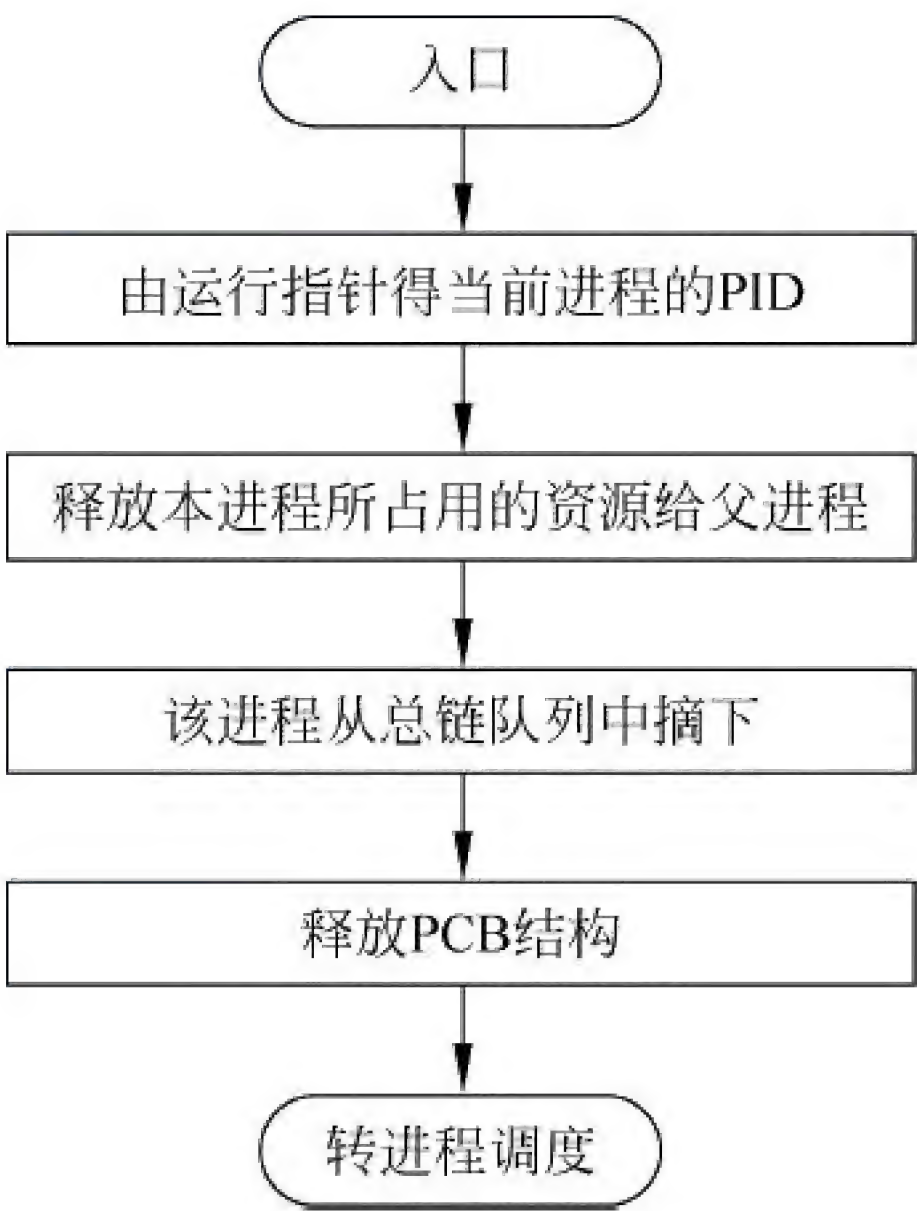 入口
由运行指针得当前进程的PID
释放本进程所占用的资源给父进程
该进程从总链队列中摘下
释放PCB结构
转进程调度